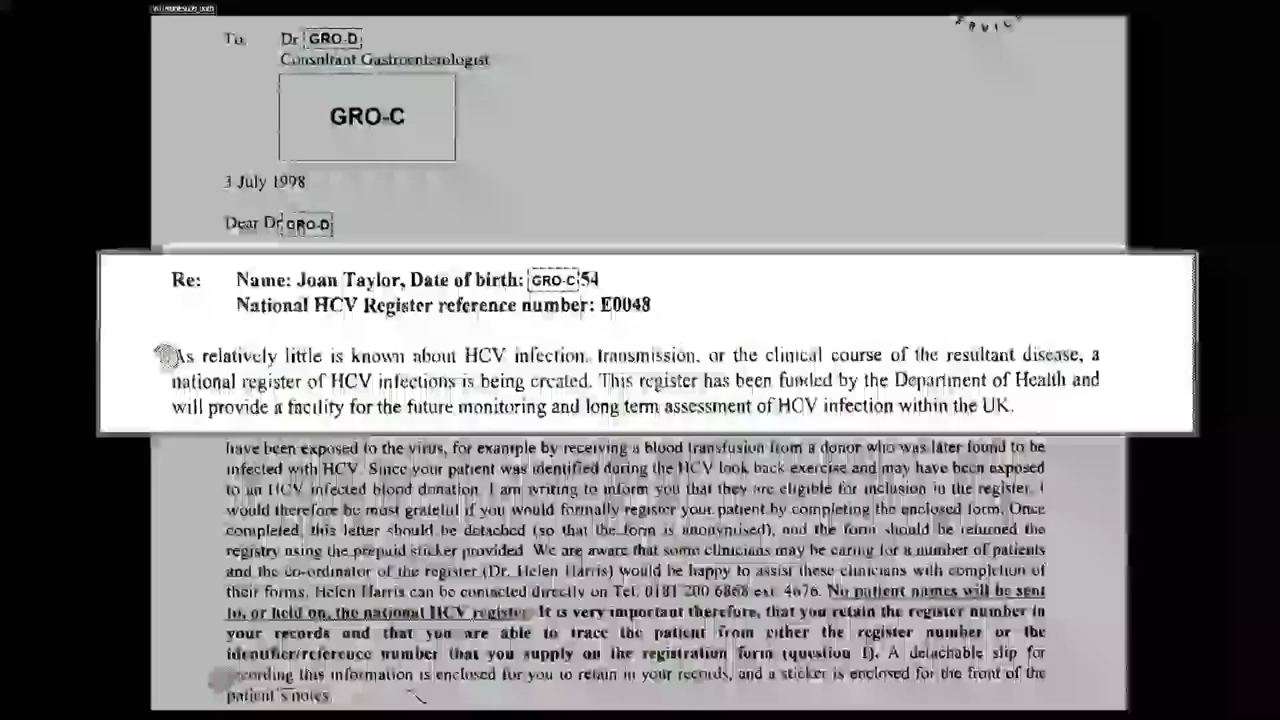 To: Dr GRO-D
Consultant Gastroenterologist
GRO-C
3 July 1998
Dear Dr GRO-D
Re: Name: Joan Taylor, Date of birth: GRO-C 54
National HCV Register reference number: E0048
As relatively little is known about HCV infection, transmission, or the clinical course of the resultant disease, a
national register of HCV infections is being created. This register has been funded by the Department of Health and
will provide a facility for the future monitoring and long term assessment of HCV infection within the UK.
have been exposed to the virus, for example by receiving a blood transfusion from a donor who was later found to be
infected with HCV. Since your patient was identified during the HCV look back exercise and may have been exposed
to an HCV infected blood donation, I am writing to inform you that they are eligible for inclusion in the register. I
would therefore be most grateful if you would formally register your patient by completing the enclosed form. Once
completed, this letter should be detached (so that the form is anonymised), and the form should be returned the
registry using the prepaid sticker provided. We are aware that some clinicians may be caring for a number of patients
and the co-ordinator of the register (Dr. Helen Harris) would be happy to assist these clinicians with completion of
their forms. Helen Harris can be contacted directly on Tel. 0181 200 6868 ext. 4676. No patient names will be sent
to, or held on, the national HCV register. It is very important therefore, that you retain the register number in
your records and that you are able to trace the patient from either the register number or the
identifier/reference number that you supply on the registration form (question 1). A detachable slip for
recording this information is enclosed for you to retain in your records, and a sticker is enclosed for the front of the
patient's notes.